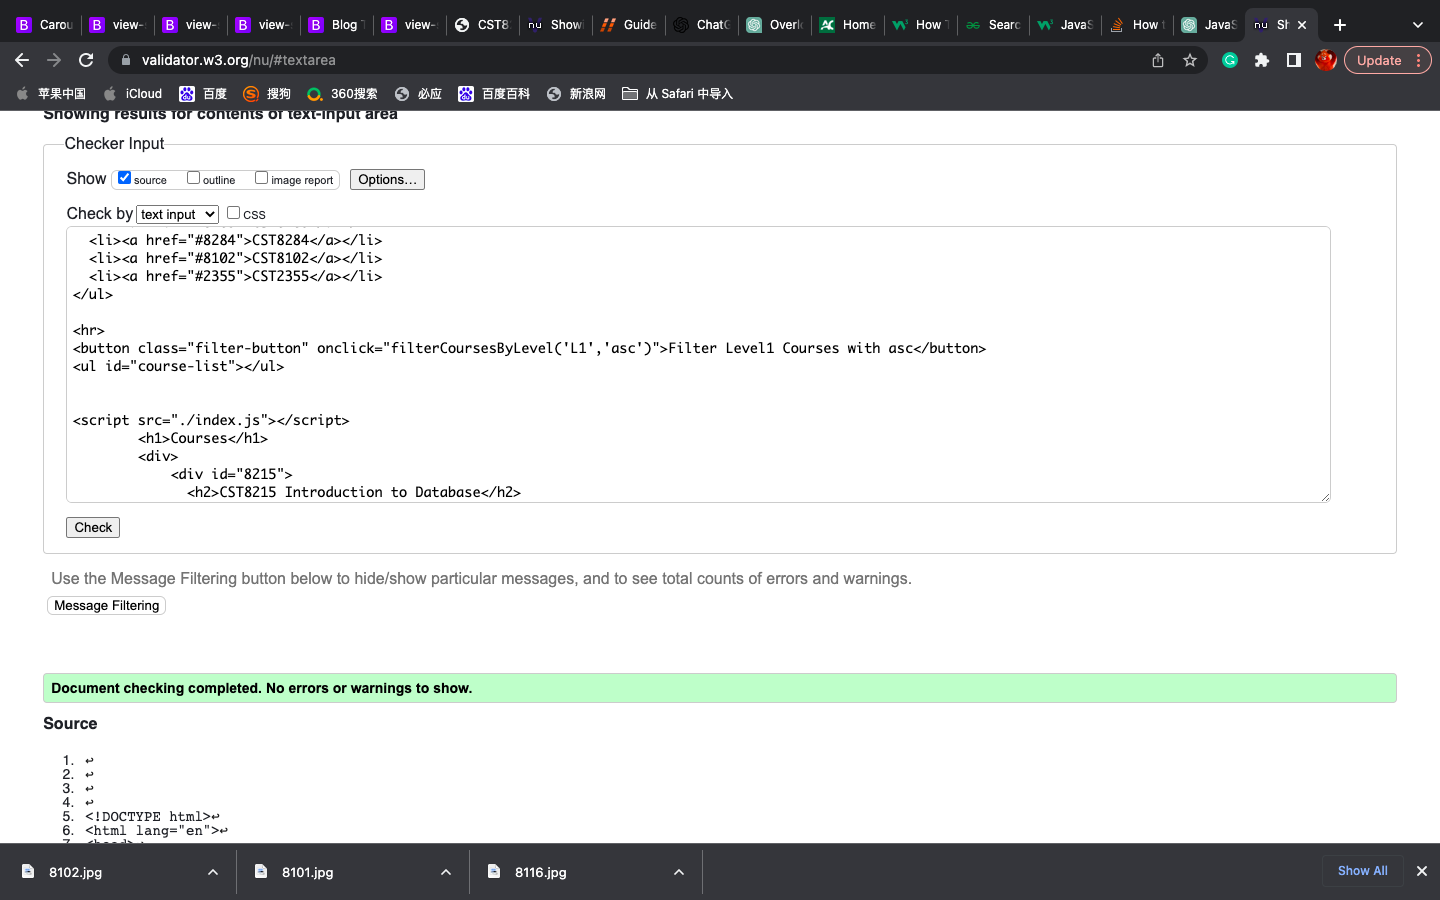 Carou view- view- view- Blog T view- CST8: Showi Guide ChatG Overlo Home How T Searc JavaS How t JavaS Sh
validator.w3.org/nu/#textarea Update
苹果中国 iCloud 百度 搜狗 360搜索 必应 百度百科 新浪网 从 Safari 中导入
Showing results for contents of text-input area
Checker Input
Show source outline image report Options...
Check by text input CSS
<li><a href="#8284">CST8284</a></li>
<li><a href="#8102">CST8102</a></li>
<li><a href="#2355">CST2355</a></li>
</ul>
<hr>
<button class="filter-button" onclick="filterCoursesByLevel('L1','asc')">Filter Level1 Courses with asc</button>
<ul id="course-list"></ul>
<script src="./index.js"></script>
<h1>Courses</h1>
<div>
<div id="8215">
<h2>CST8215 Introduction to Database</h2>
Check
Use the Message Filtering button below to hide/show particular messages, and to see total counts of errors and warnings.
Message Filtering
Document checking completed. No errors or warnings to show.
Source
1. ↩
2. ↩
3. ↩
4. ↩
5. <!DOCTYPE html>↩
6. <html lang="en">↩
7. <head>↩
8102.jpg 8101.jpg 8116.jpg Show All